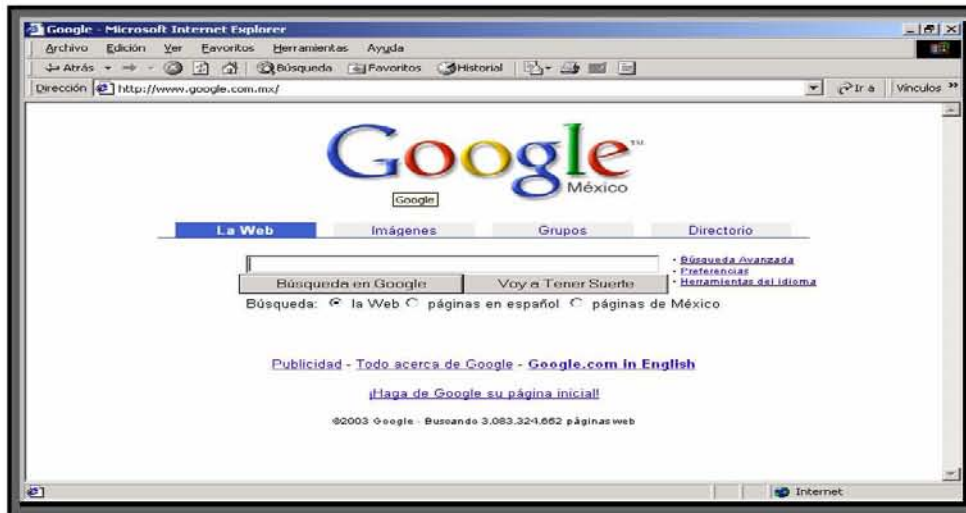 Google - Microsoft Internet Explorer
Archivo Edición Ver Favoritos Herramientas Ayuda
Atrás Búsqueda Favoritos Historial
Dirección http://www.google.com.mx/ Ir a Vínculos »
Google™
México
Google
La Web Imágenes Grupos Directorio
· Búsqueda Avanzada
· Preferencias
· Herramientas del idioma
Búsqueda en Google Voy a Tener Suerte
Búsqueda: la Web páginas en español páginas de México
Publicidad - Todo acerca de Google - Google.com in English
¡Haga de Google su página inicial!
©2003 Google - Buscando 3.083.324.652 páginas web
Internet